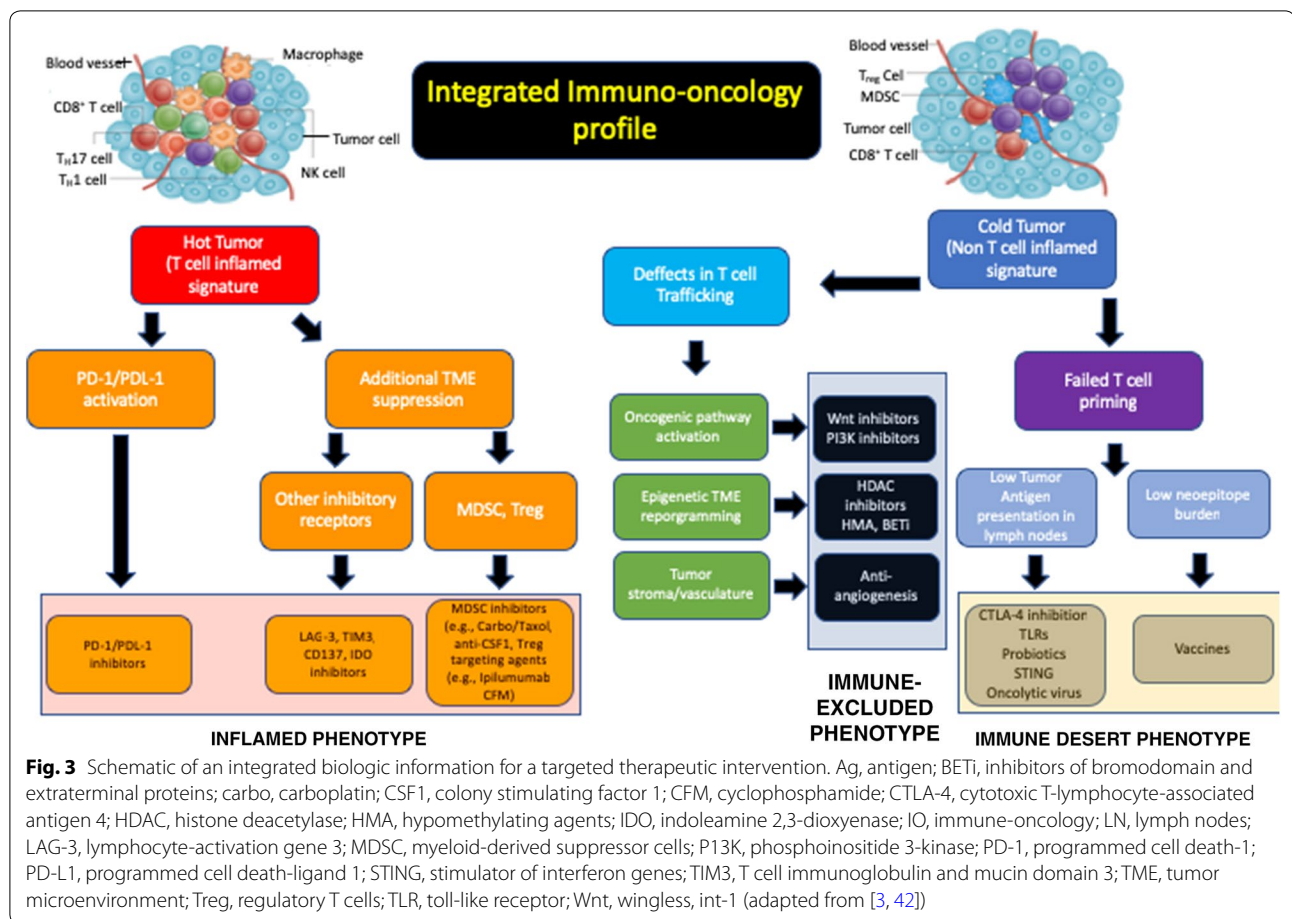 Blood vessel
Macrophage
CD8+ T cell
Tumor cell
TH17 cell
NK cell
TH1 cell
Integrated Immuno-oncology
profile
Blood vessel
Treg Cel
MDSC
Tumor cell
CD8+ T cell
Hot Tumor
(T cell inflamed
signature
Cold Tumor
(Non T cell inflamed
signature
Deffects in T cell
Trafficking
PD-1/PDL-1
activation
Additional TME
suppression
Failed T cell
priming
Oncogenic pathway
activation
Wnt inhibitors
PI3K inhibitors
Other inhibitory
receptors
MDSC, Treg
Epigenetic TME
reporgramming
HDAC
inhibitors
HMA, BETi
Low Tumor
Antigen
presentation in
lymph nodes
Low neoepitope
burden
Tumor
stroma/vasculature
Anti-
angiogenesis
PD-1/PDL-1
inhibitors
LAG-3, TIM3,
CD137, IDO
inhibitors
MDSC inhibitors
(e.g., Carbo/Taxol,
anti-CSF1, Treg
targeting agents
(e.g., Ipilumumab
CFM)
CTLA-4 inhibition
TLRs
Probiotics
STING
Oncolytic virus
Vaccines
INFLAMED PHENOTYPE
IMMUNE-
EXCLUDED
PHENOTYPE
IMMUNE DESERT PHENOTYPE
Fig. 3 Schematic of an integrated biologic information for a targeted therapeutic intervention. Ag, antigen; BETi, inhibitors of bromodomain and
extraterminal proteins; carbo, carboplatin; CSF1, colony stimulating factor 1; CFM, cyclophosphamide; CTLA-4, cytotoxic T-lymphocyte-associated
antigen 4; HDAC, histone deacetylase; HMA, hypomethylating agents; IDO, indoleamine 2,3-dioxyenase; IO, immune-oncology; LN, lymph nodes;
LAG-3, lymphocyte-activation gene 3; MDSC, myeloid-derived suppressor cells; P13K, phosphoinositide 3-kinase; PD-1, programmed cell death-1;
PD-L1, programmed cell death-ligand 1; STING, stimulator of interferon genes; TIM3, T cell immunoglobulin and mucin domain 3; TME, tumor
microenvironment; Treg, regulatory T cells; TLR, toll-like receptor; Wnt, wingless, int-1 (adapted from [3, 42])